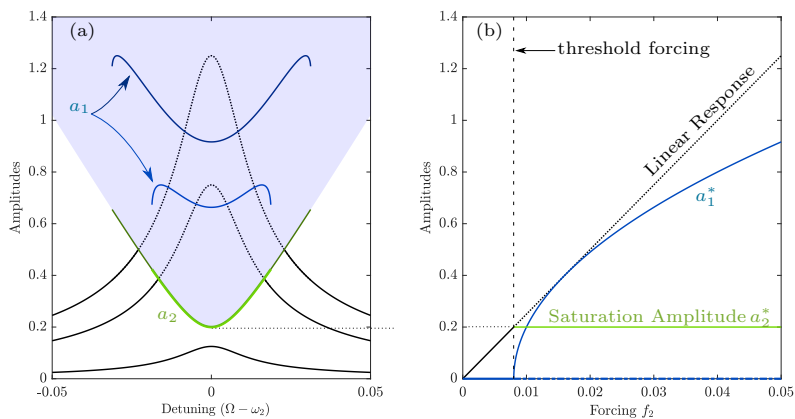 (a)
1.4
1.2
1
0.8
0.6
0.4
0.2
0
Amplitudes
a₁
a₂
-0.05
0
0.05
Detuning (Ω − ω₂)
(b)
1.4
1.2
1
0.8
0.6
0.4
0.2
0
Amplitudes
threshold forcing
Linear Response
a₁*
Saturation Amplitude a₂*
0
0.01
0.02
0.03
0.04
0.05
Forcing f₂